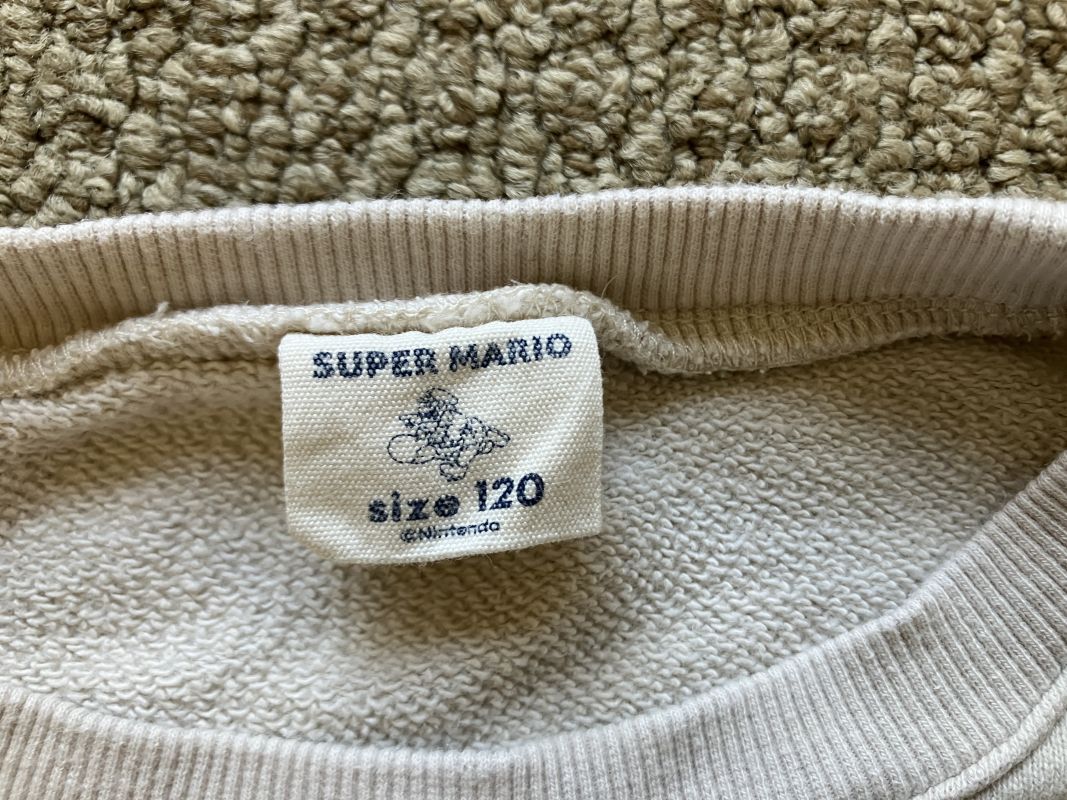 SUPER MARIO
size 120
©Nintendo